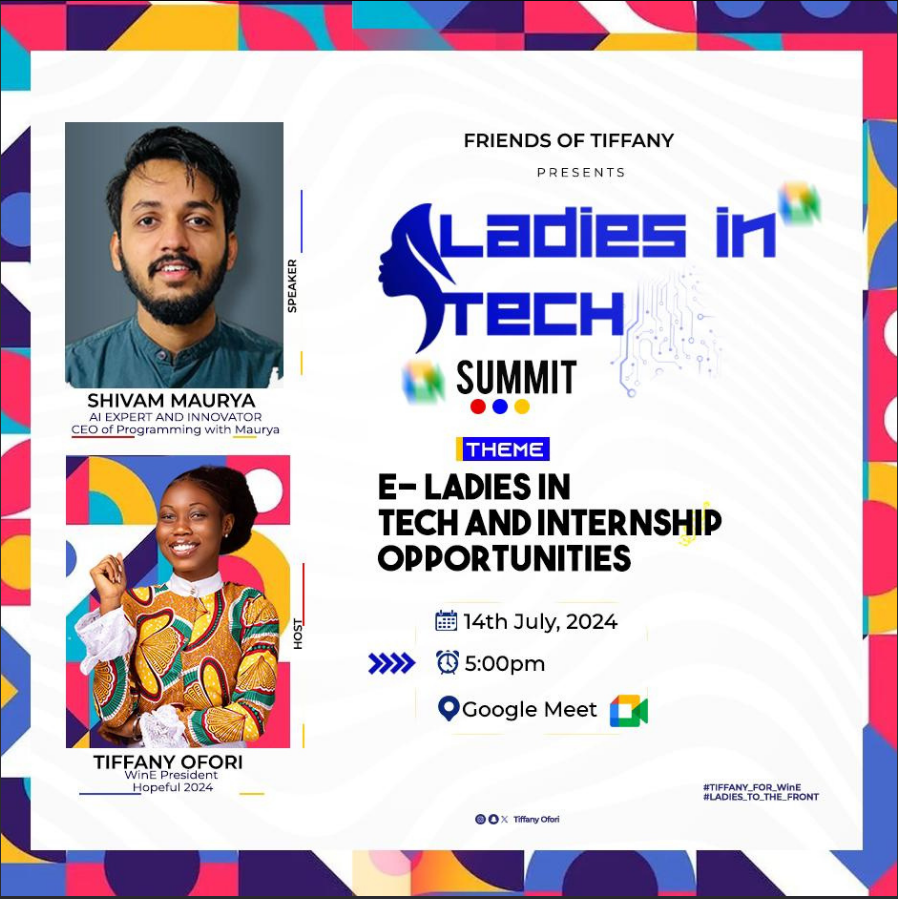 FRIENDS OF TIFFANY
PRESENTS
Ladies in
TECH
SUMMIT
THEME
E- LADIES IN
TECH AND INTERNSHIP
OPPORTUNITIES
14th July, 2024
5:00pm
Google Meet
SPEAKER
SHIVAM MAURYA
AI EXPERT AND INNOVATOR
CEO of Programming with Maurya
HOST
TIFFANY OFORI
WinE President
Hopeful 2024
#TIFFANY_FOR_WinE
#LADIES_TO_THE_FRONT
Tiffany Ofori